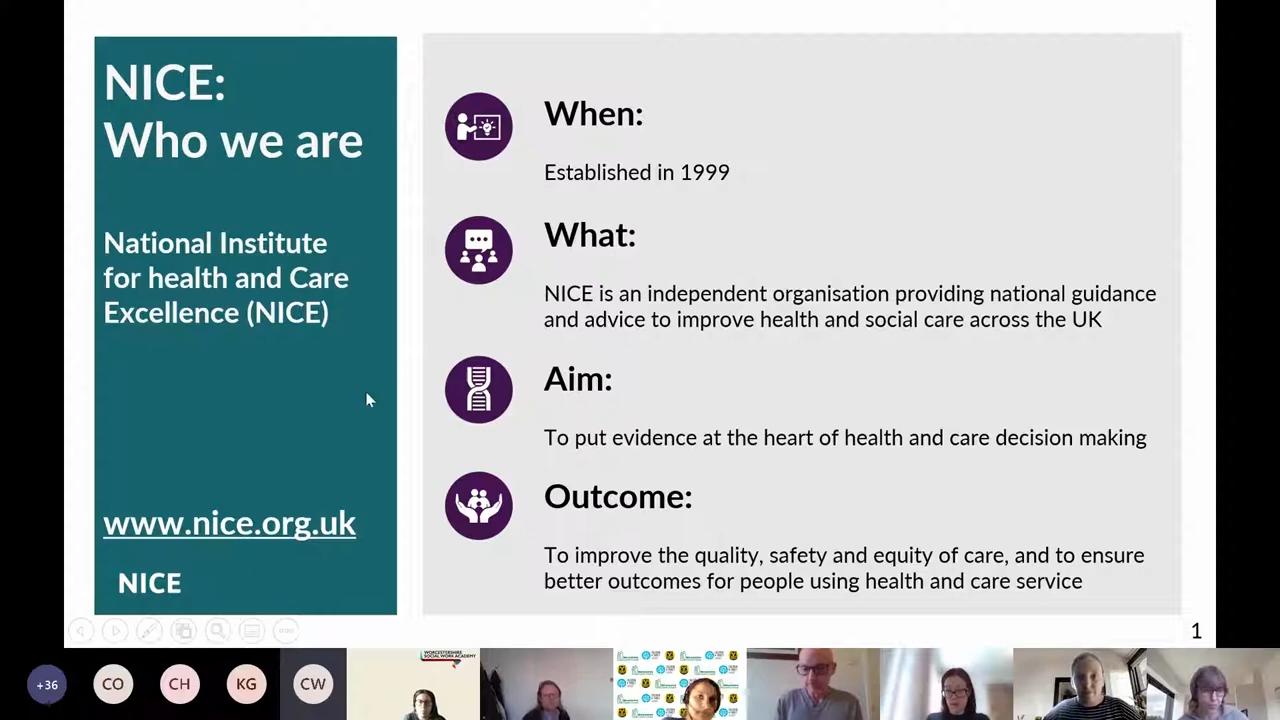 NICE:
Who we are
National Institute
for health and Care
Excellence (NICE)
www.nice.org.uk
NICE
When:
Established in 1999
What:
NICE is an independent organisation providing national guidance
and advice to improve health and social care across the UK
Aim:
To put evidence at the heart of health and care decision making
Outcome:
To improve the quality, safety and equity of care, and to ensure
better outcomes for people using health and care service
1
+36
CO
CH
KG
CW
WORCESTERSHIRE
SOCIAL WORK ACADEMY